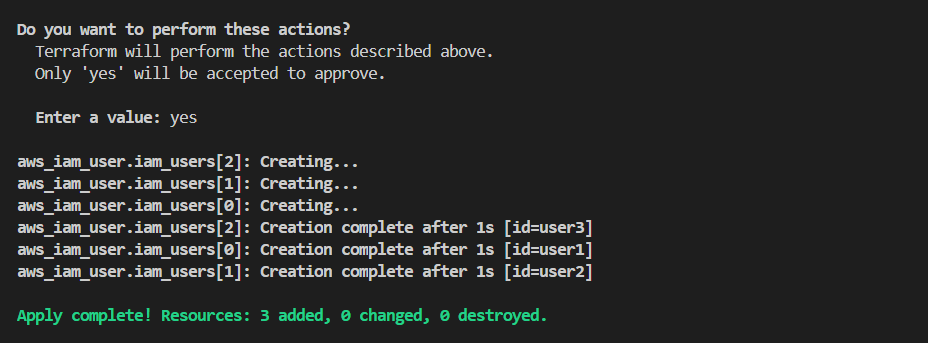 Do you want to perform these actions?
Terraform will perform the actions described above.
Only 'yes' will be accepted to approve.
Enter a value: yes
aws_iam_user.iam_users[2]: Creating...
aws_iam_user.iam_users[1]: Creating...
aws_iam_user.iam_users[0]: Creating...
aws_iam_user.iam_users[2]: Creation complete after 1s [id=user3]
aws_iam_user.iam_users[0]: Creation complete after 1s [id=user1]
aws_iam_user.iam_users[1]: Creation complete after 1s [id=user2]
Apply complete! Resources: 3 added, 0 changed, 0 destroyed.